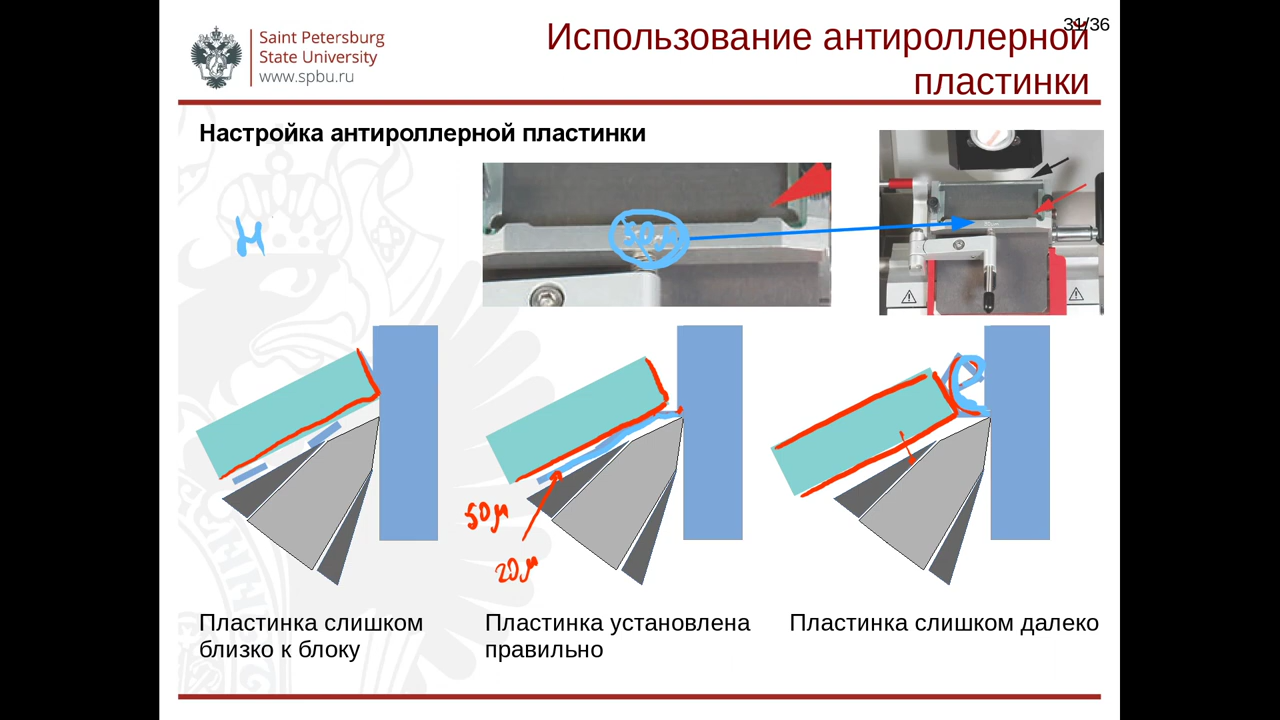 31/36
Saint Petersburg
State University
www.spbu.ru
Использование антироллерной
пластинки
Настройка антироллерной пластинки
50μ
50μ
20μ
Пластинка слишком
близко к блоку
Пластинка установлена
правильно
Пластинка слишком далеко